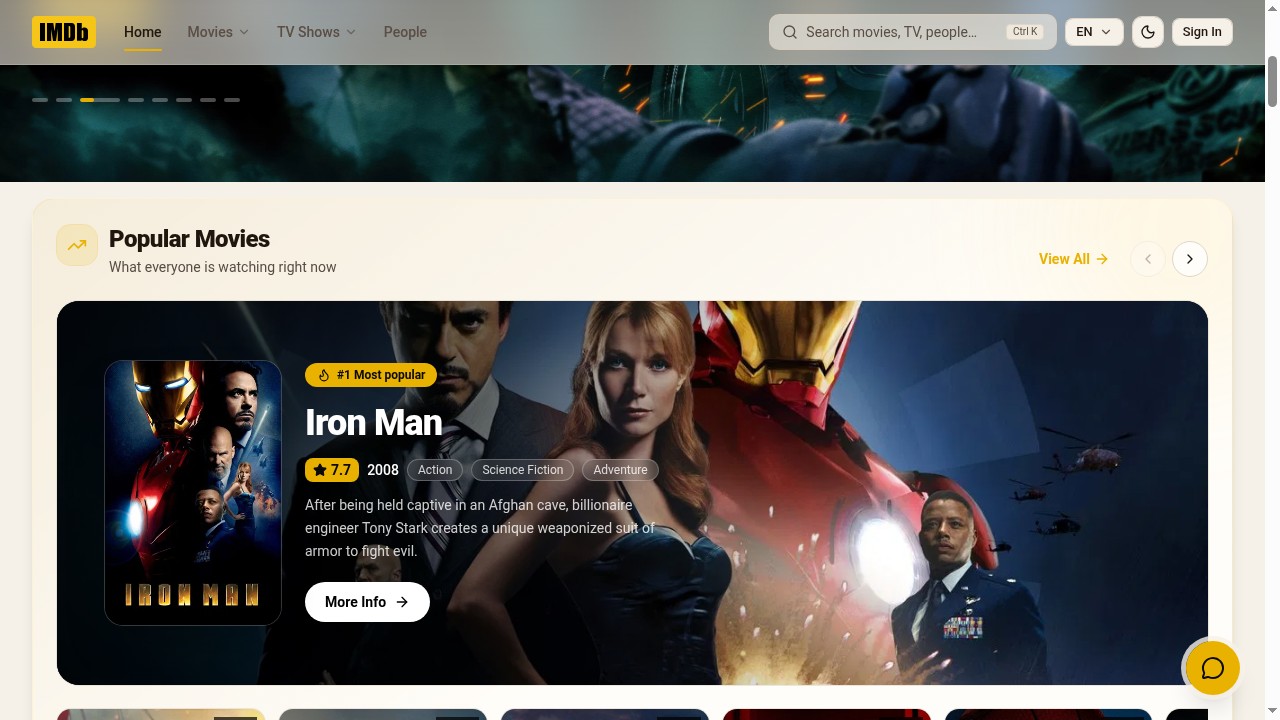 IMDb
Home
Movies
TV Shows
People
Search movies, TV, people…
Ctrl K
EN
Sign In
Popular Movies
What everyone is watching right now
View All
#1 Most popular
Iron Man
7.7
2008
Action
Science Fiction
Adventure
After being held captive in an Afghan cave, billionaire
engineer Tony Stark creates a unique weaponized suit of
armor to fight evil.
More Info
IRON MAN